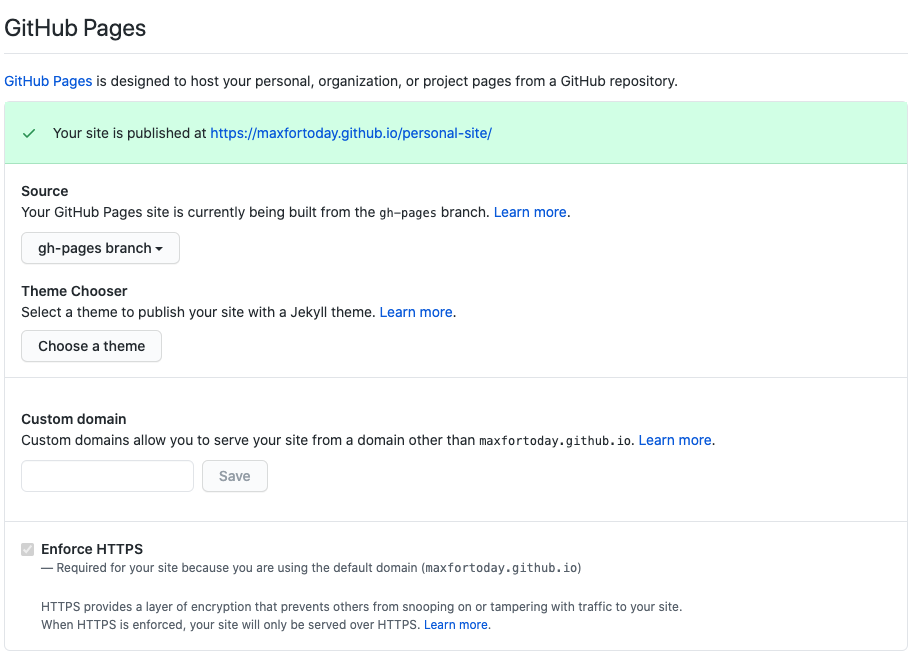 GitHub Pages
GitHub Pages is designed to host your personal, organization, or project pages from a GitHub repository.
Your site is published at https://maxfortoday.github.io/personal-site/
Source
Your GitHub Pages site is currently being built from the gh-pages branch. Learn more.
gh-pages branch
Theme Chooser
Select a theme to publish your site with a Jekyll theme. Learn more.
Choose a theme
Custom domain
Custom domains allow you to serve your site from a domain other than maxfortoday.github.io. Learn more.
Save
Enforce HTTPS
— Required for your site because you are using the default domain (maxfortoday.github.io)
HTTPS provides a layer of encryption that prevents others from snooping on or tampering with traffic to your site.
When HTTPS is enforced, your site will only be served over HTTPS. Learn more.